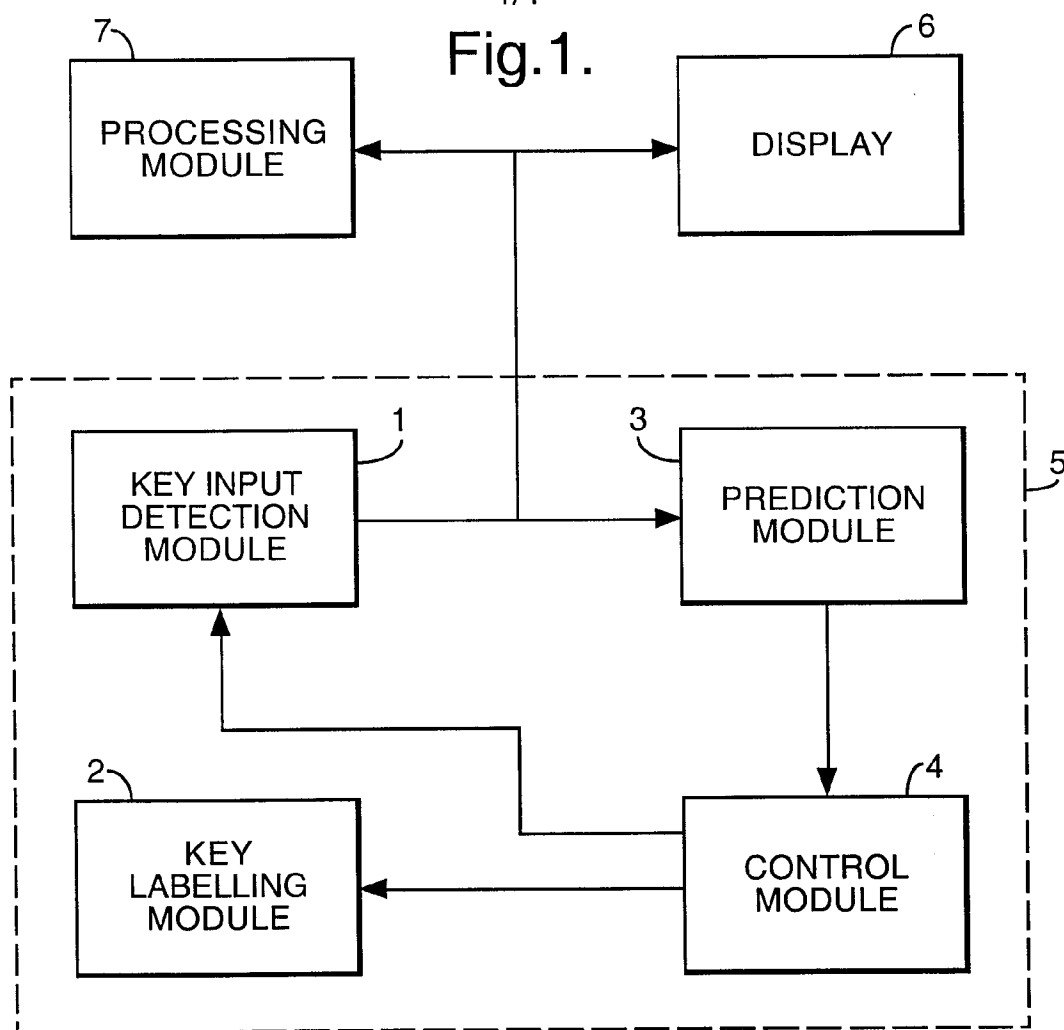 Fig.1.
7
6
PROCESSING
MODULE
DISPLAY
1
3
5
KEY INPUT
DETECTION
MODULE
PREDICTION
MODULE
2
4
KEY
LABELLING
MODULE
CONTROL
MODULE